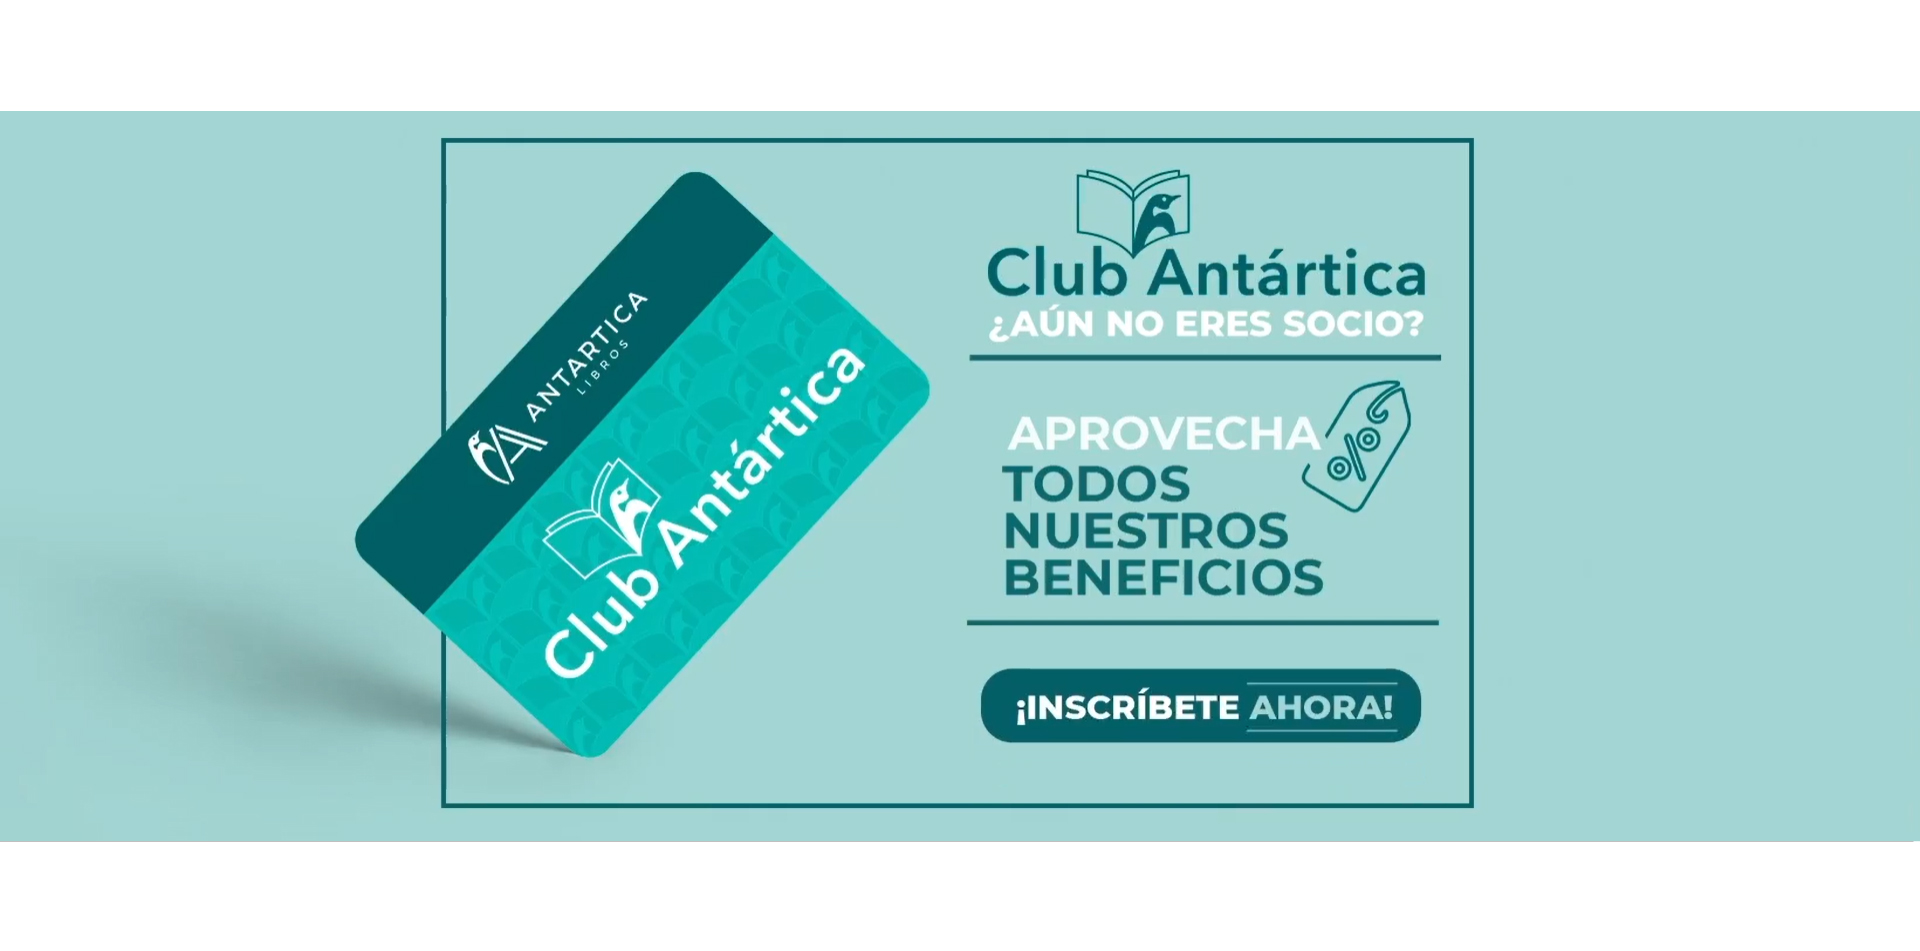 ANTARTICA
LIBROS
Club Antártica
Club Antártica
¿AÚN NO ERES SOCIO?
APROVECHA
TODOS
NUESTROS
BENEFICIOS
%
¡INSCRÍBETE AHORA!